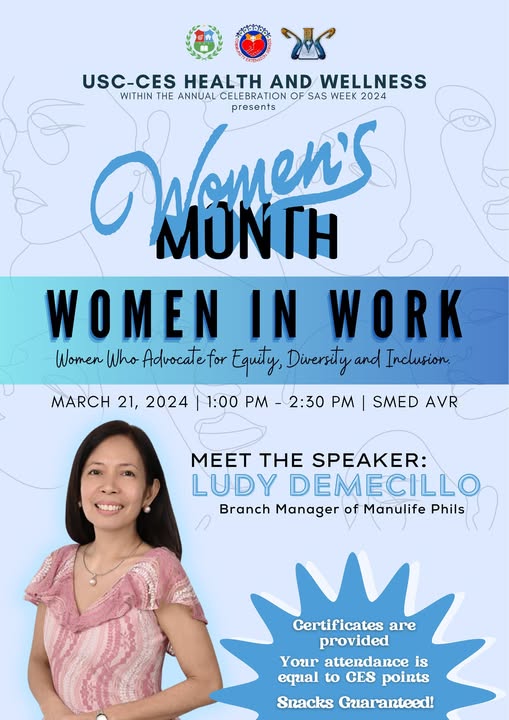 USC-CES HEALTH AND WELLNESS
WITHIN THE ANNUAL CELEBRATION OF SAS WEEK 2024
presents
Women's
MONTH
WOMEN IN WORK
Women Who Advocate for Equity, Diversity and Inclusion.
MARCH 21, 2024 | 1:00 PM - 2:30 PM | SMED AVR
MEET THE SPEAKER:
LUDY DEMECILLO
Branch Manager of Manulife Phils
Certificates are
provided
Your attendance is
equal to CES points
Snacks Guaranteed!